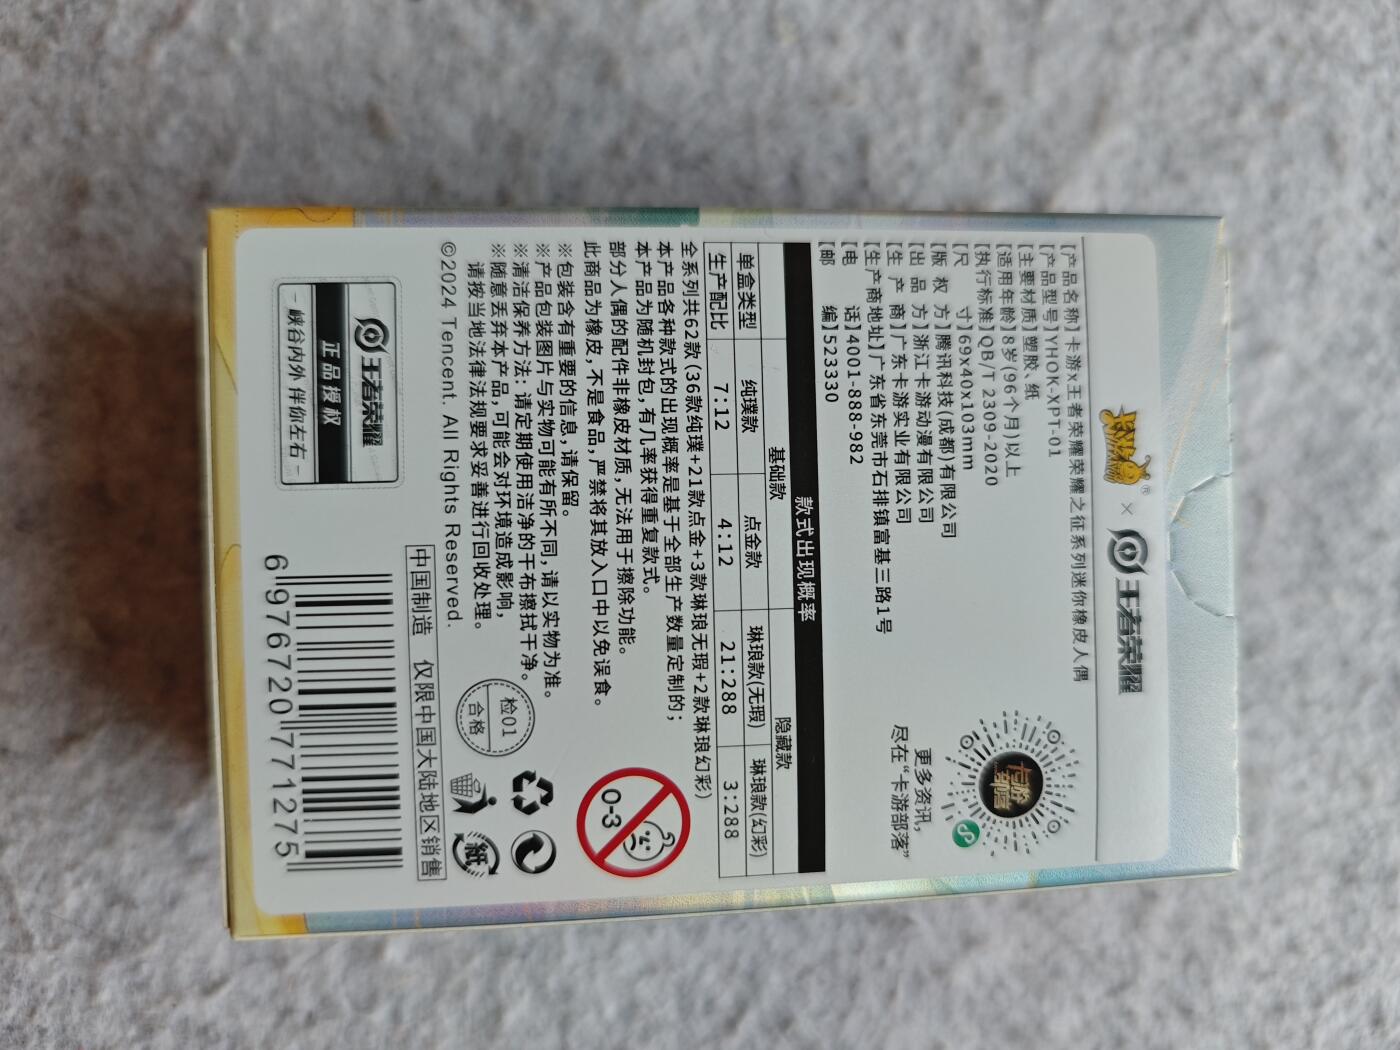 卡游® × 王者荣耀
【产品名称】卡游x王者荣耀荣耀之征系列迷你橡皮人偶
【产品型号】YHOK-XPT-01
【主要材质】塑胶、纸
【适用年龄】8岁(96个月)以上
【执行标准】QB/T 2309-2020
【尺 寸】69x40x103mm
【版 权 方】腾讯科技(成都)有限公司
【出 品 方】浙江卡游动漫有限公司
【生 产 商】广东卡游实业有限公司
【生产商地址】广东省东莞市石排镇富基三路1号
【电 话】4001-888-982
【邮 编】523330
卡游部落
更多资讯,
尽在“卡游部落”
款式出现概率
基础款 隐藏款
单盒类型 纯璞款 点金款 琳琅款(无瑕) 琳琅款(幻彩)
生产配比 7:12 4:12 21:288 3:288
全系列共62款(36款纯璞+21款点金+3款琳琅无瑕+2款琳琅幻彩)
本产品各种款式的出现概率是基于全部生产数量定制的;
本产品为随机封包,有几率获得重复款式。
部分人偶的配件非橡皮材质,无法用于擦除功能。
此商品为橡皮,不是食品,严禁将其放入口中以免误食。
※包装含有重要的信息,请保留。
※产品包装图片与实物可能有所不同,请以实物为准。
※清洁保养方法:请定期使用洁净的干布擦拭干净。
※随意丢弃本产品,可能会对环境造成影响,
请按当地法律法规要求妥善进行回收处理。
©2024 Tencent. All Rights Reserved.
0-3
检01
合格
紙
王者荣耀
正品授权
- 峡谷内外 伴你左右 -
中国制造 仅限中国大陆地区销售
6 976720 771275